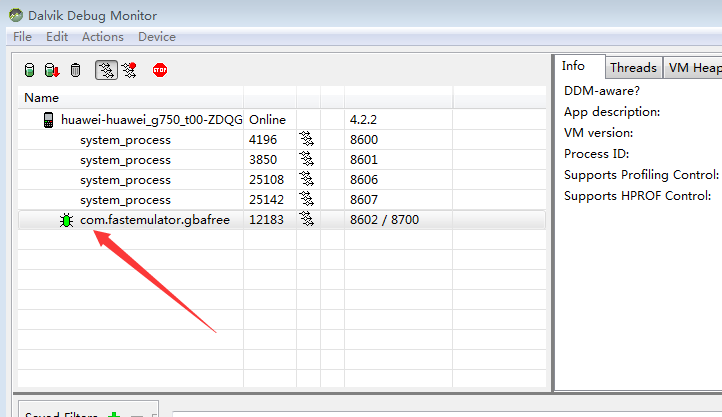 Dalvik Debug Monitor
File Edit Actions Device
STOP
Info Threads VM Heap
Name
DDM-aware?
App description:
VM version:
Process ID:
Supports Profiling Control:
Supports HPROF Control:
huawei-huawei_g750_t00-ZDQG Online 4.2.2
system_process 4196 8600
system_process 3850 8601
system_process 25108 8606
system_process 25142 8607
com.fastemulator.gbafree 12183 8602 / 8700
Saved Filters